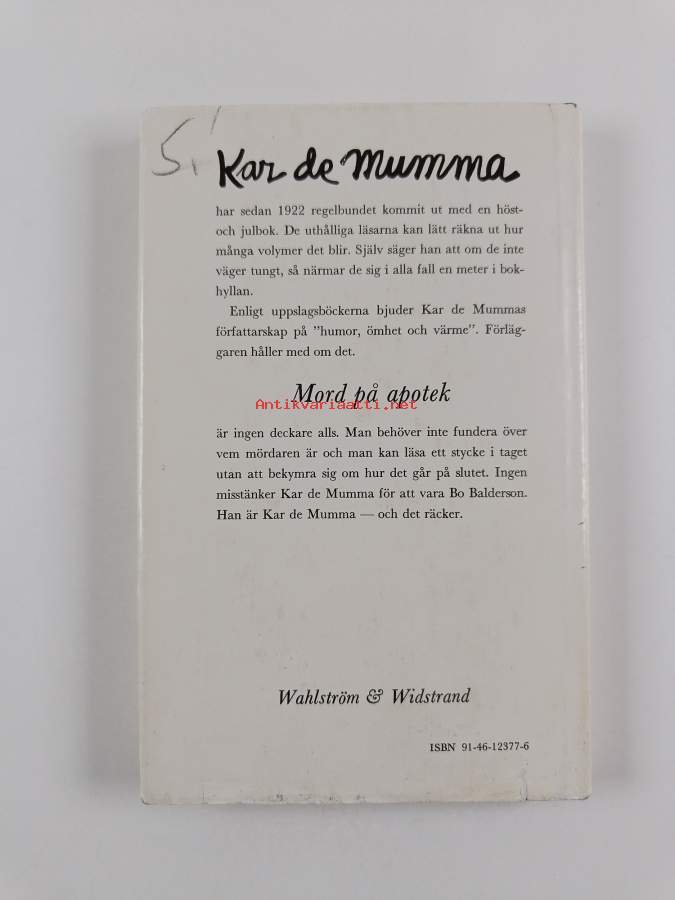 5,
Kar de Mumma
har sedan 1922 regelbundet kommit ut med en höst-
och julbok. De uthålliga läsarna kan lätt räkna ut hur
många volymer det blir. Själv säger han att om de inte
väger tungt, så närmar de sig i alla fall en meter i bok-
hyllan.
Enligt uppslagsböckerna bjuder Kar de Mummas
författarskap på ”humor, ömhet och värme”. Förläg-
garen håller med om det.
Mord på apotek
Antikvariaatti.net
är ingen deckare alls. Man behöver inte fundera över
vem mördaren är och man kan läsa ett stycke i taget
utan att bekymra sig om hur det går på slutet. Ingen
misstänker Kar de Mumma för att vara Bo Balderson.
Han är Kar de Mumma — och det räcker.
Wahlström & Widstrand
ISBN 91-46-12377-6